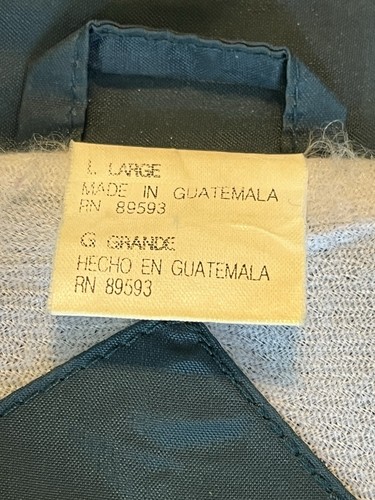 L LARGE
MADE IN GUATEMALA
RN 89593
G GRANDE
HECHO EN GUATEMALA
RN 89593